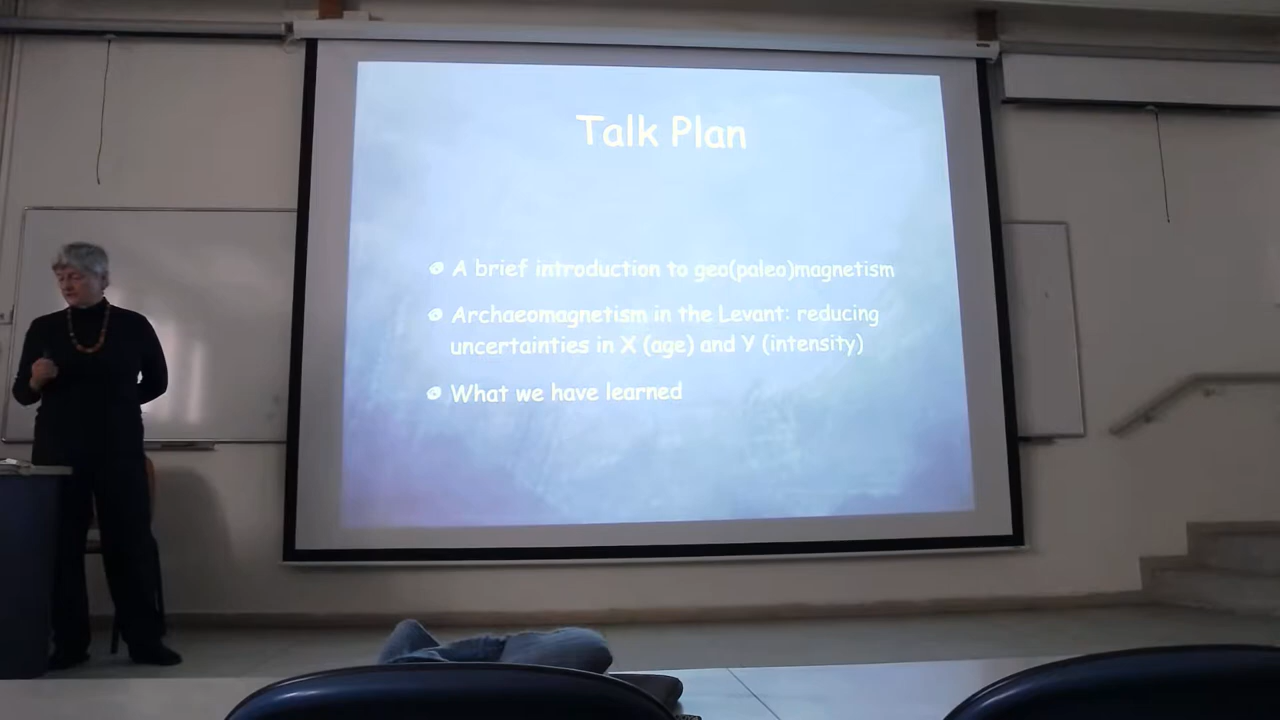 Talk Plan
A brief introduction to geo(paleo)magnetism
Archaeomagnetism in the Levant: reducing
uncertainties in X (age) and Y (intensity)
What we have learned